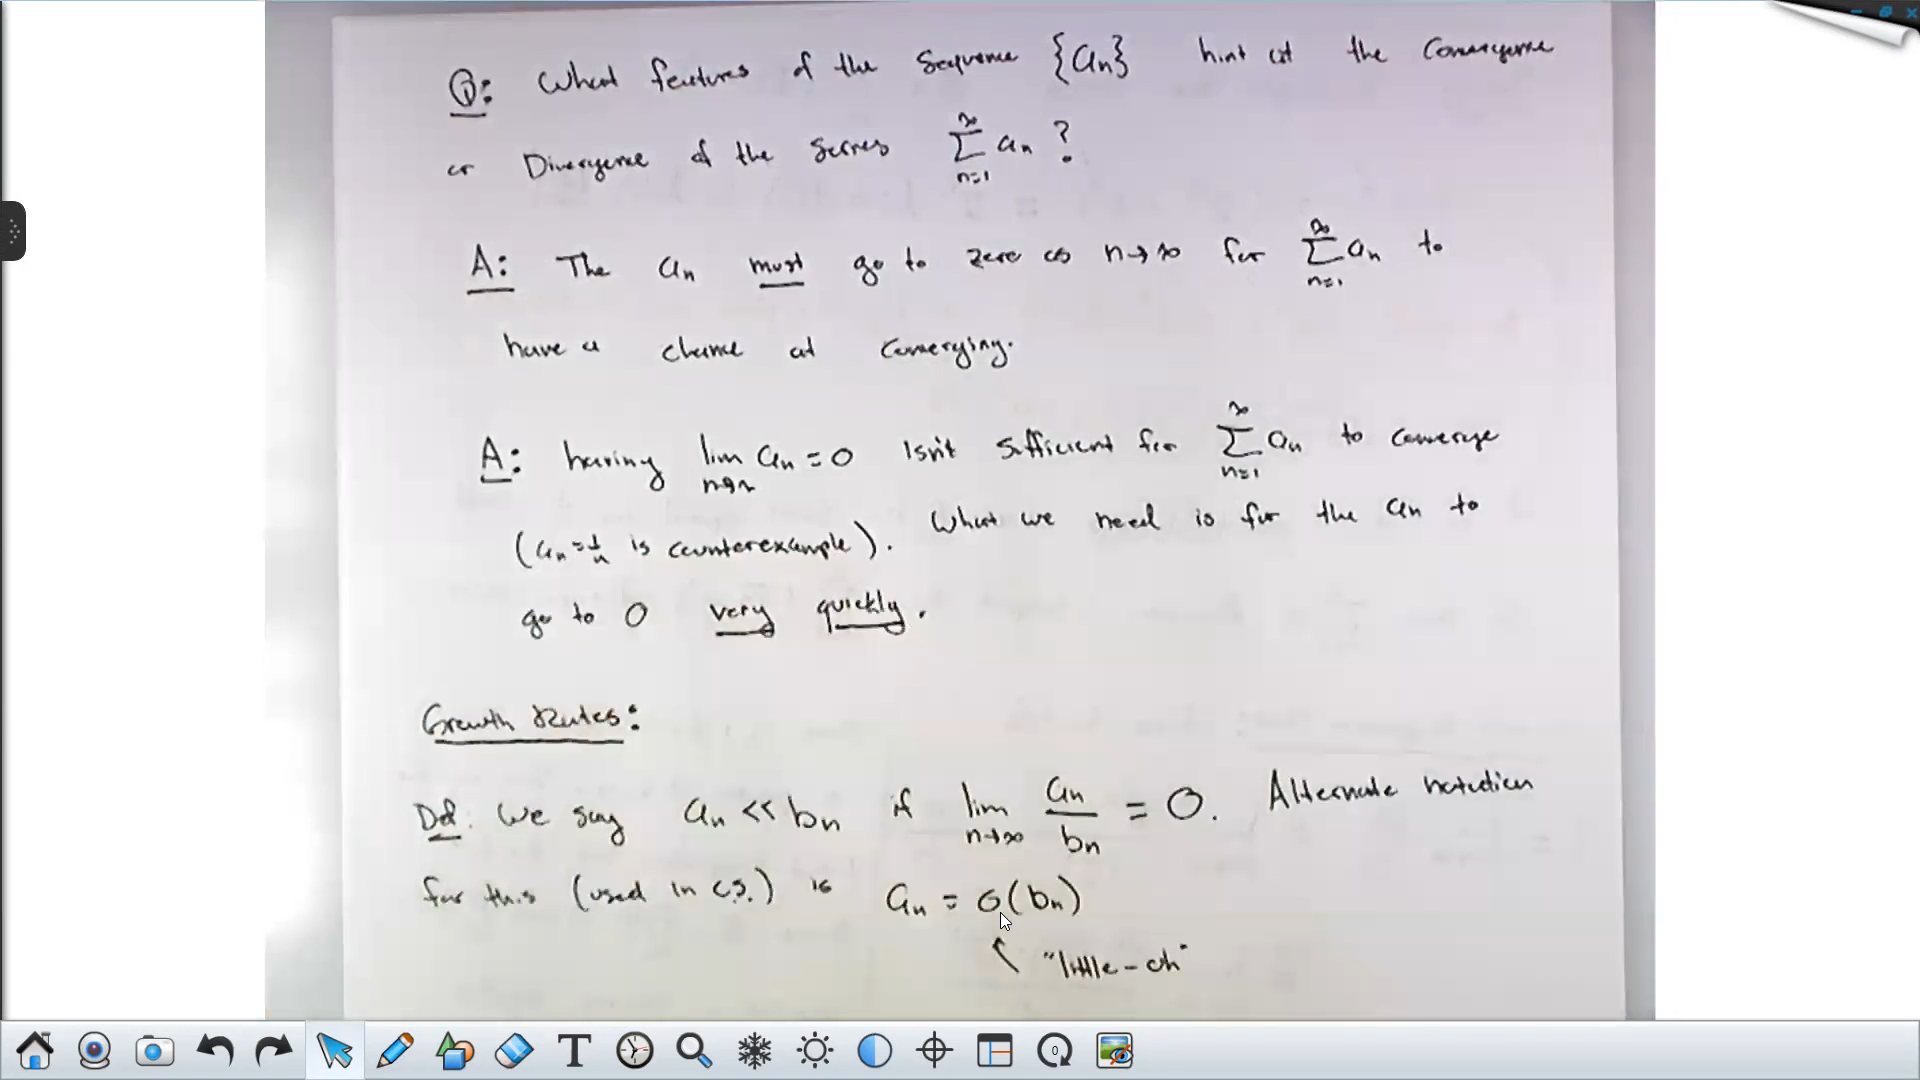 Q: What features of the sequence {aₙ} hint at the convergence
or Divergence of the series ∑_{n=1}^{∞} aₙ ?
A: The aₙ must go to zero as n→∞ for ∑_{n=1}^{∞} aₙ to
have a chance at converging.
A: having lim_{n→∞} aₙ = 0 isn't sufficient for ∑_{n=1}^{∞} aₙ to converge
(aₙ = 1/n is counterexample). What we need is for the aₙ to
go to 0 very quickly.
Growth Rates:
Def: We say aₙ << bₙ if lim_{n→∞} aₙ/bₙ = 0. Alternate notation
for this (used in C.S.) is aₙ = o(bₙ)
"little-oh"
T
0